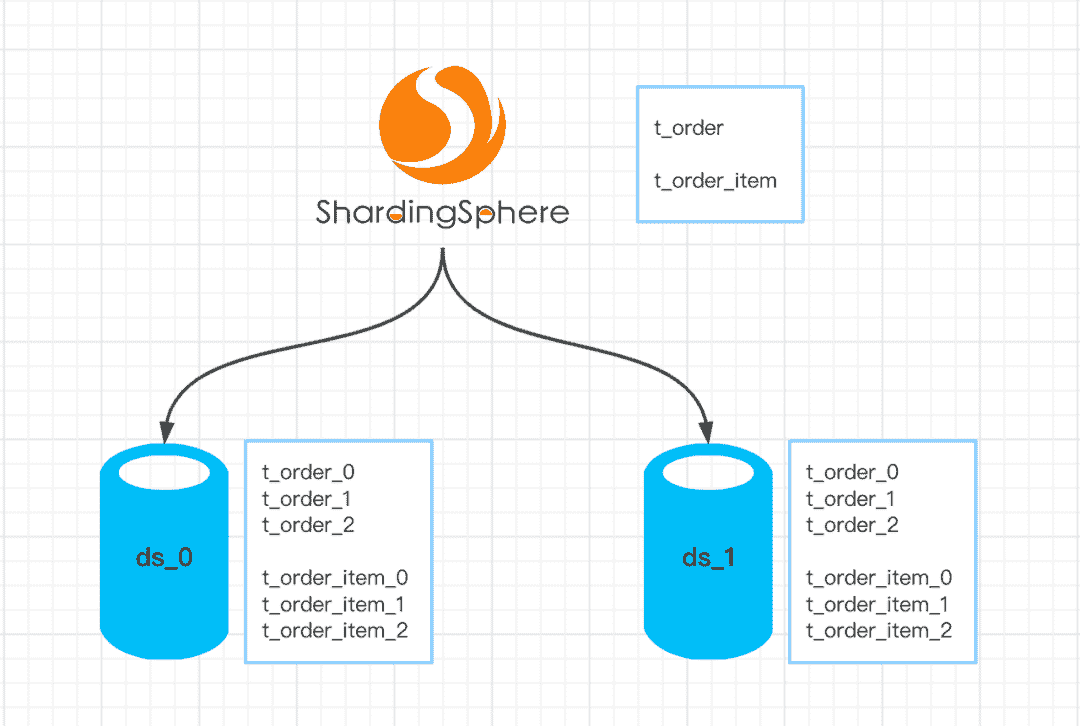 ShardingSphere
t_order
t_order_item
ds_0
t_order_0
t_order_1
t_order_2
t_order_item_0
t_order_item_1
t_order_item_2
ds_1
t_order_0
t_order_1
t_order_2
t_order_item_0
t_order_item_1
t_order_item_2